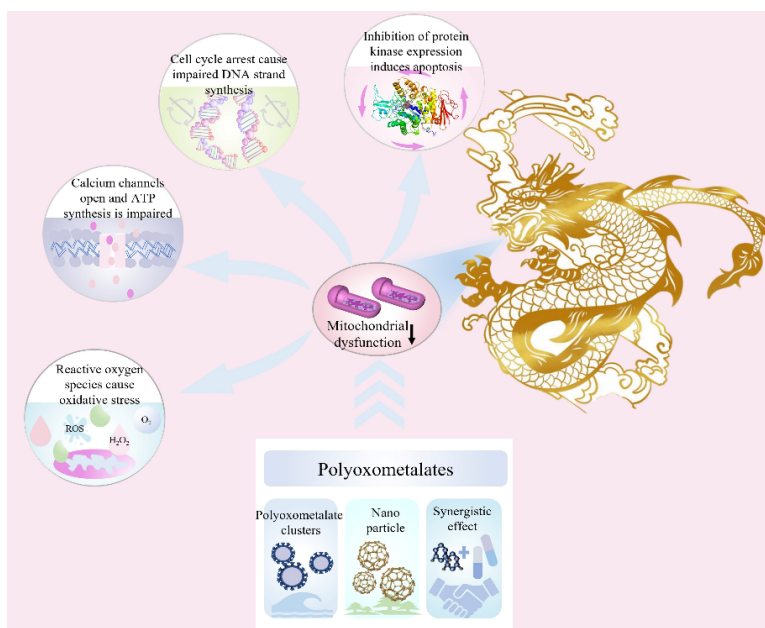 Cell cycle arrest cause
impaired DNA strand
synthesis
Inhibition of protein
kinase expression
induces apoptosis
Calcium channels
open and ATP
synthesis is impaired
Mitochondrial
dysfunction
Reactive oxygen
species cause
oxidative stress
ROS
O₂
H₂O₂
Polyoxometalates
Polyoxometalate
clusters
Nano
particle
Synergistic
effect